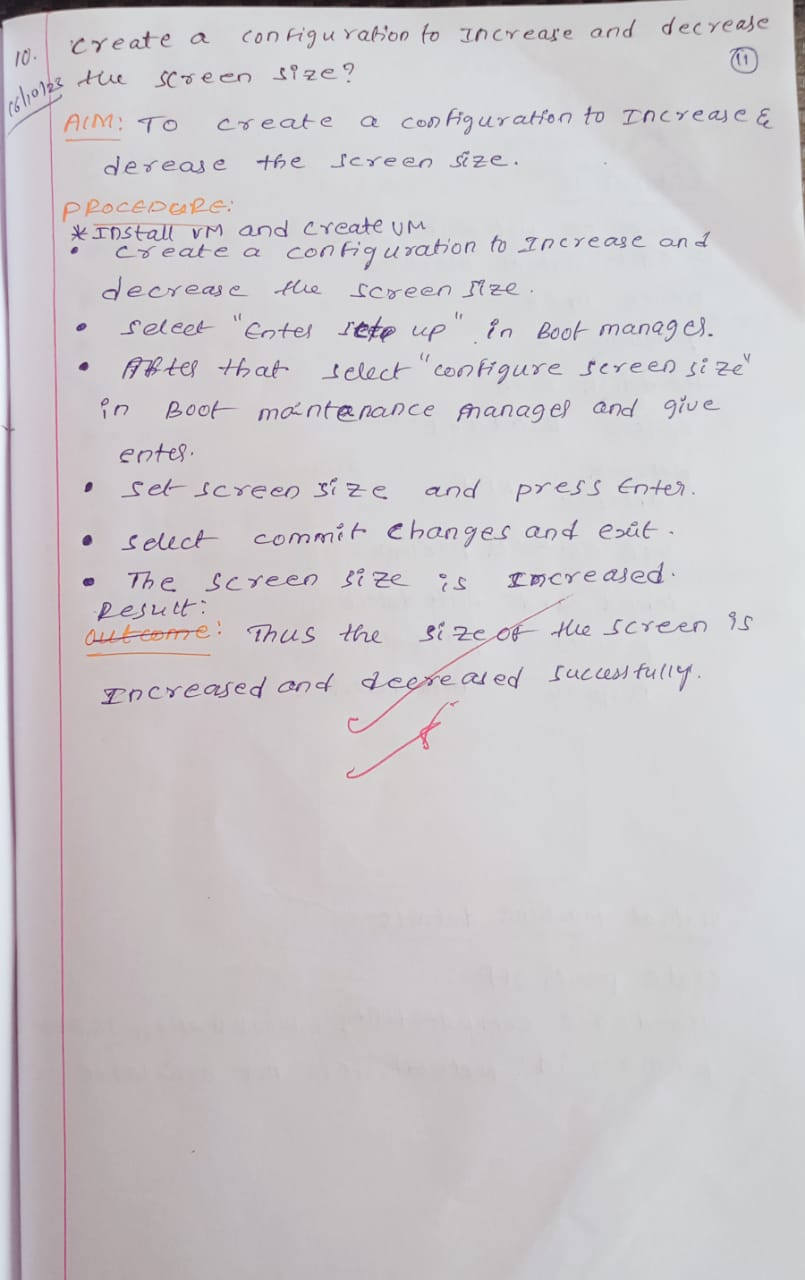 10. create a configuration to Increase and decrease
16/10/23 the screen size?
11
AIM: To create a configuration to Increase &
derease the screen size.
PROCEDURE:
* Install VM and create VM
• create a configuration to Increase and
decrease the screen size.
• select "Enter up" in Boot manager.
• After that select "configure screen size"
in Boot maintenance manager and give
enter.
• set screen size and press Enter.
• select commit changes and exit.
• The screen size is Increased.
Result:
outcome: Thus the size of the screen is
Increased and decreased successfully.